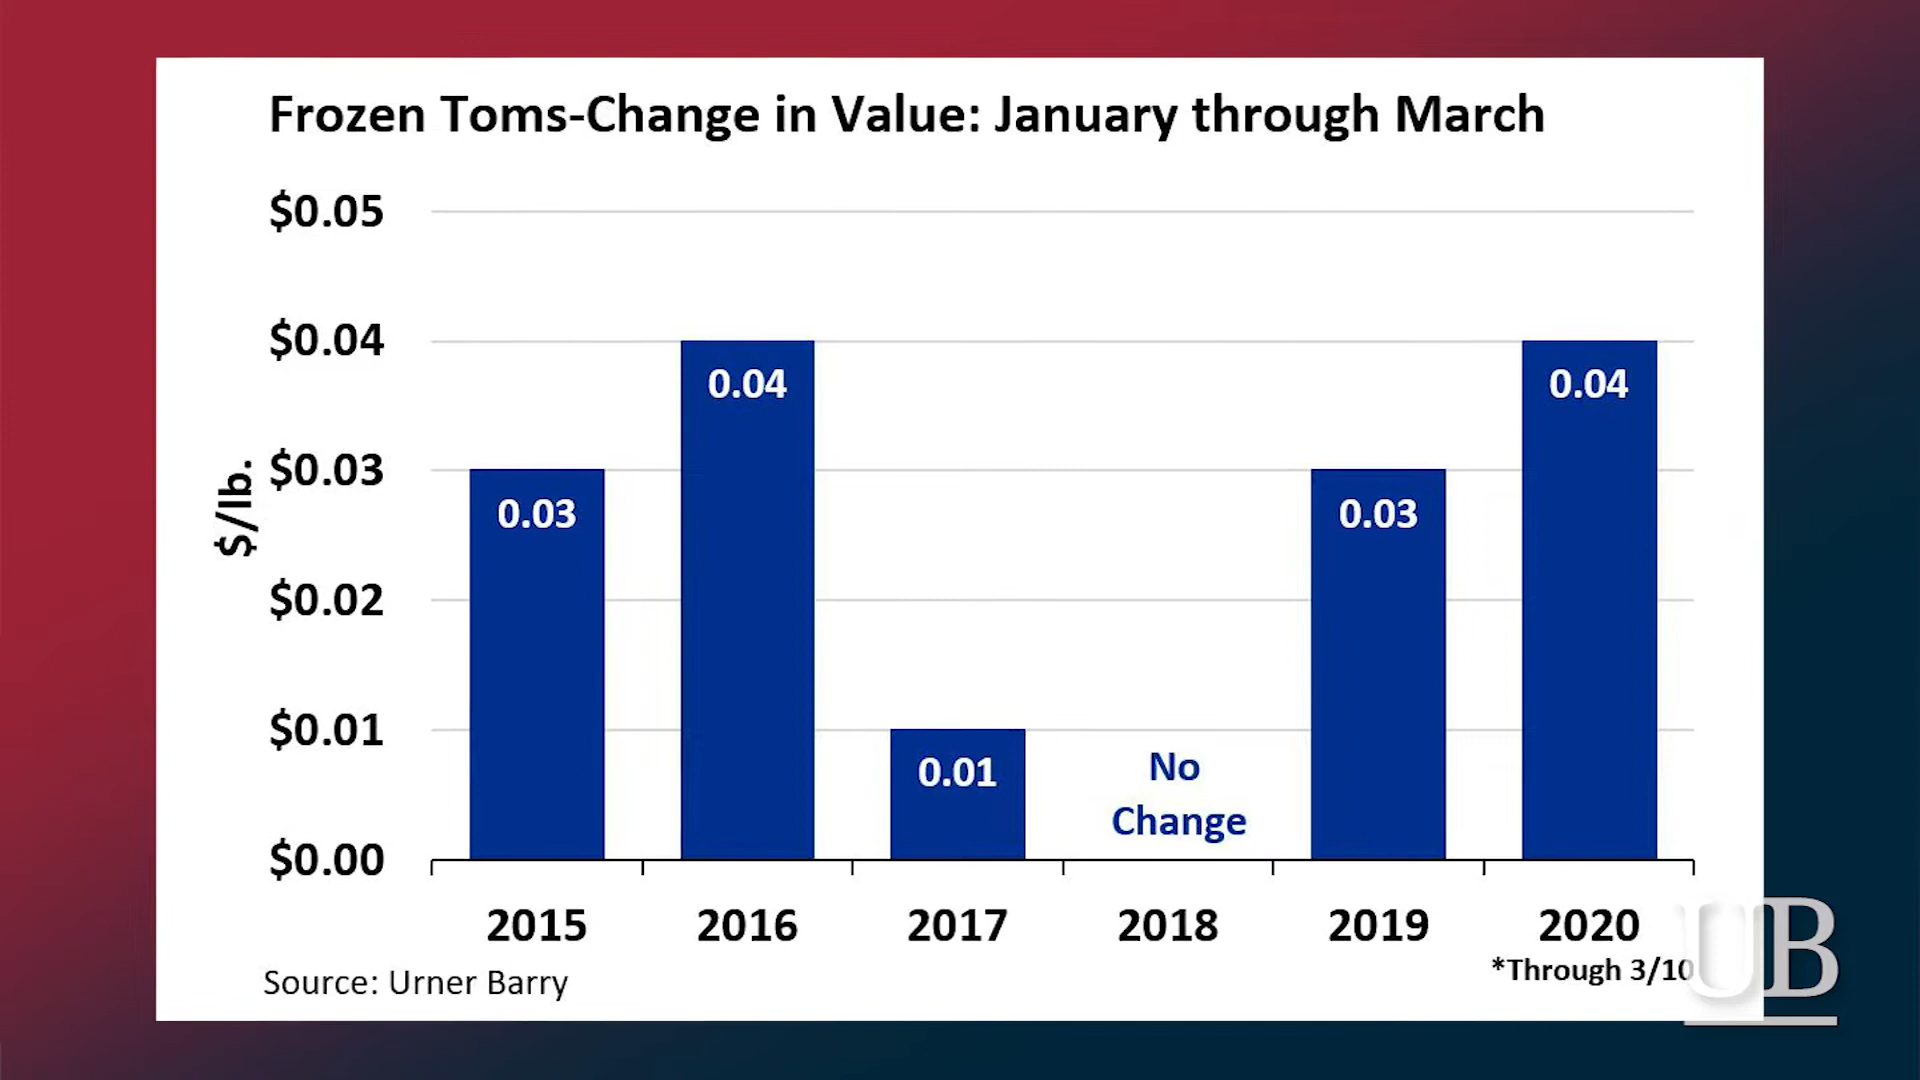 Frozen Toms-Change in Value: January through March
$0.05
$0.04
$0.03
$0.02
$0.01
$0.00
$/lb.
0.03
0.04
0.01
No
Change
0.03
0.04
2015 2016 2017 2018 2019 2020
*Through 3/10
Source: Urner Barry
UB